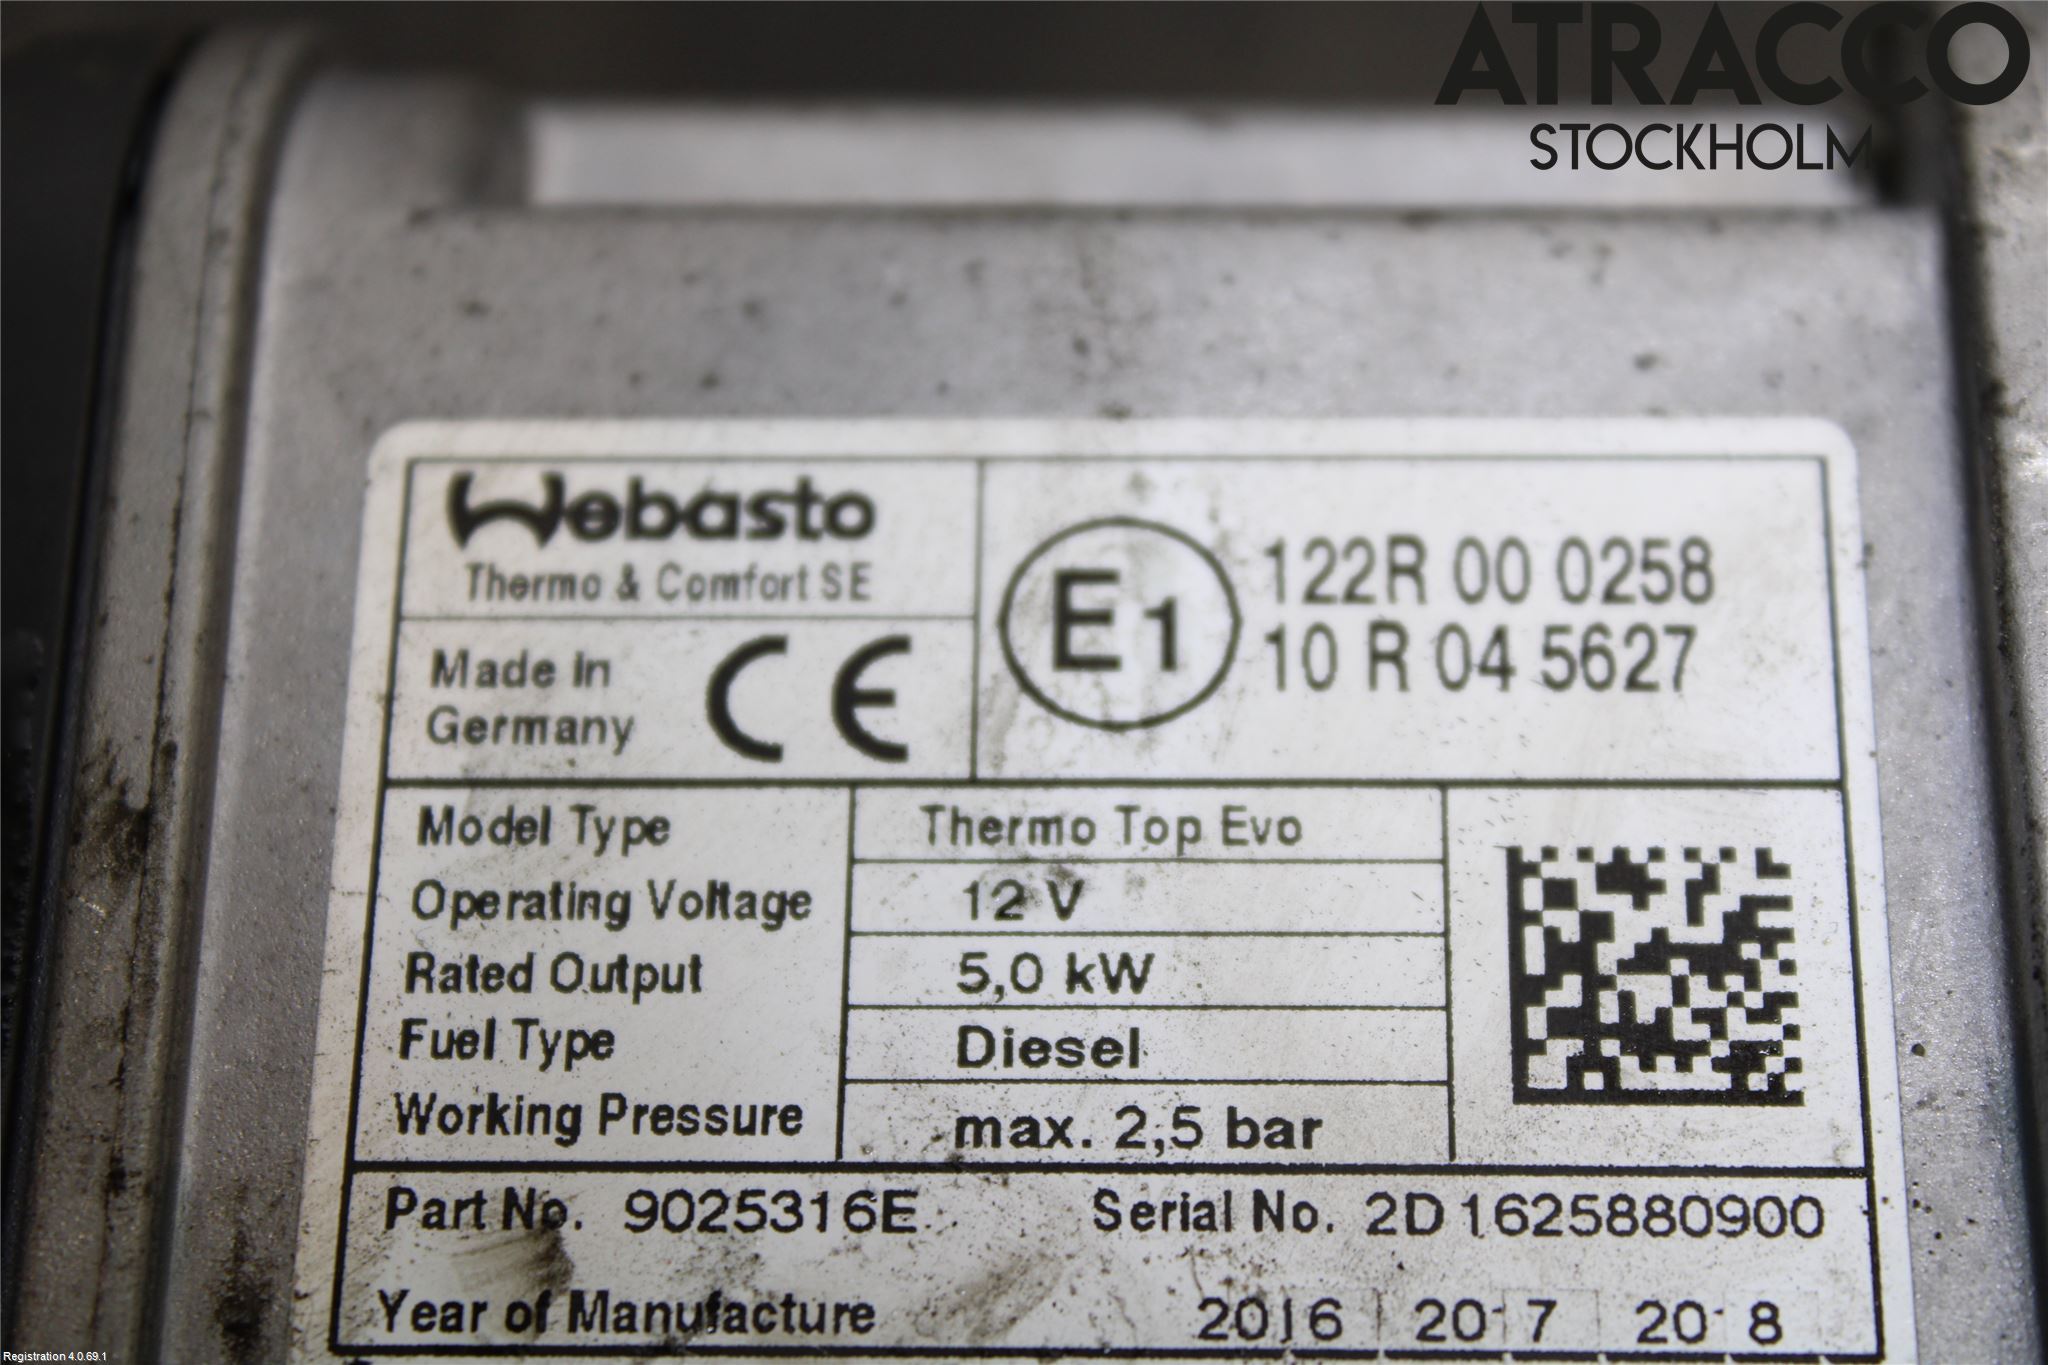 ATRACCO
STOCKHOLM
Webasto
Thermo & Comfort SE
Made in
Germany
CE
E1
122R 00 0258
10 R 04 5627
Model Type Thermo Top Evo
Operating Voltage 12 V
Rated Output 5,0 kW
Fuel Type Diesel
Working Pressure max. 2,5 bar
Part No. 9025316E Serial No. 2D1625880900
Year of Manufacture 2016 2017 2018
Registration 4.0.69.1